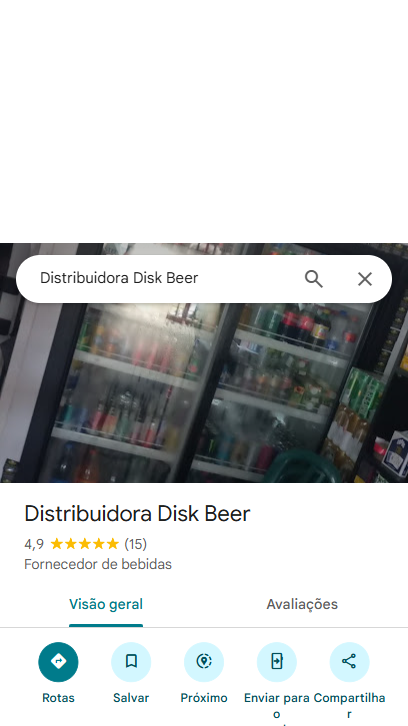 Distribuidora Disk Beer
Distribuidora Disk Beer
4,9 ★★★★★ (15)
Fornecedor de bebidas
Visão geral
Avaliações
Rotas
Salvar
Próximo
Enviar para o
Compartilhar